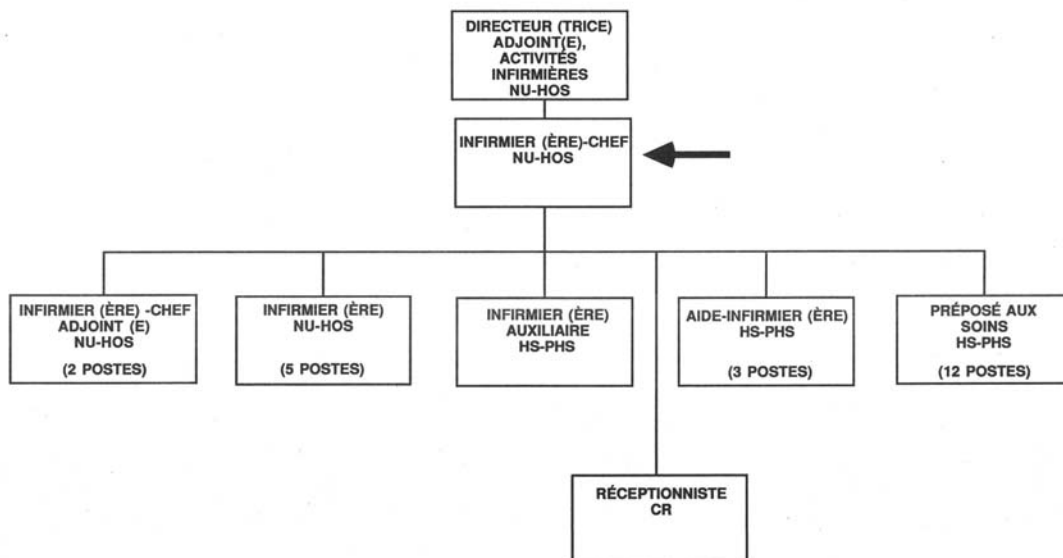 DIRECTEUR (TRICE)
ADJOINT(E),
ACTIVITÉS
INFIRMIÈRES
NU-HOS
INFIRMIER (ÈRE)-CHEF
NU-HOS
INFIRMIER (ÈRE) -CHEF
ADJOINT (E)
NU-HOS
(2 POSTES)
INFIRMIER (ÈRE)
NU-HOS
(5 POSTES)
INFIRMIER (ÈRE)
AUXILIAIRE
HS-PHS
AIDE-INFIRMIER (ÈRE)
HS-PHS
(3 POSTES)
PRÉPOSÉ AUX
SOINS
HS-PHS
(12 POSTES)
RÉCEPTIONNISTE
CR